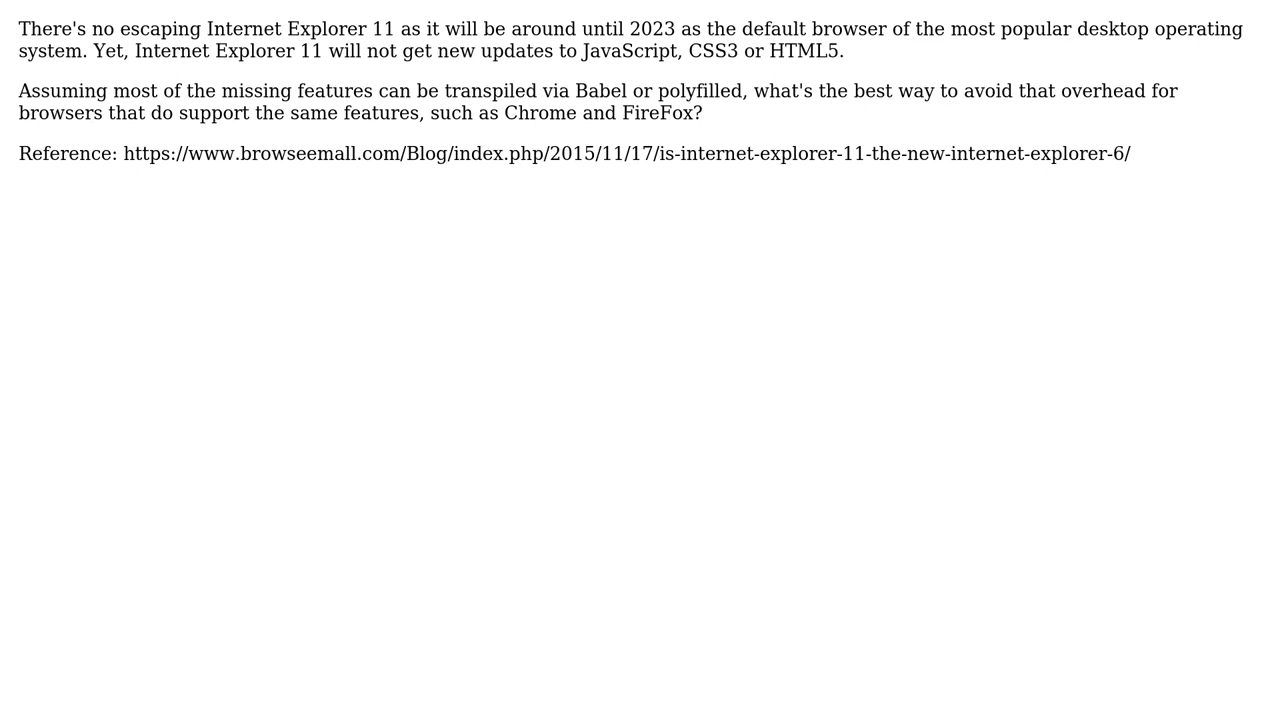 There's no escaping Internet Explorer 11 as it will be around until 2023 as the default browser of the most popular desktop operating
system. Yet, Internet Explorer 11 will not get new updates to JavaScript, CSS3 or HTML5.
Assuming most of the missing features can be transpiled via Babel or polyfilled, what's the best way to avoid that overhead for
browsers that do support the same features, such as Chrome and FireFox?
Reference: https://www.browseemall.com/Blog/index.php/2015/11/17/is-internet-explorer-11-the-new-internet-explorer-6/